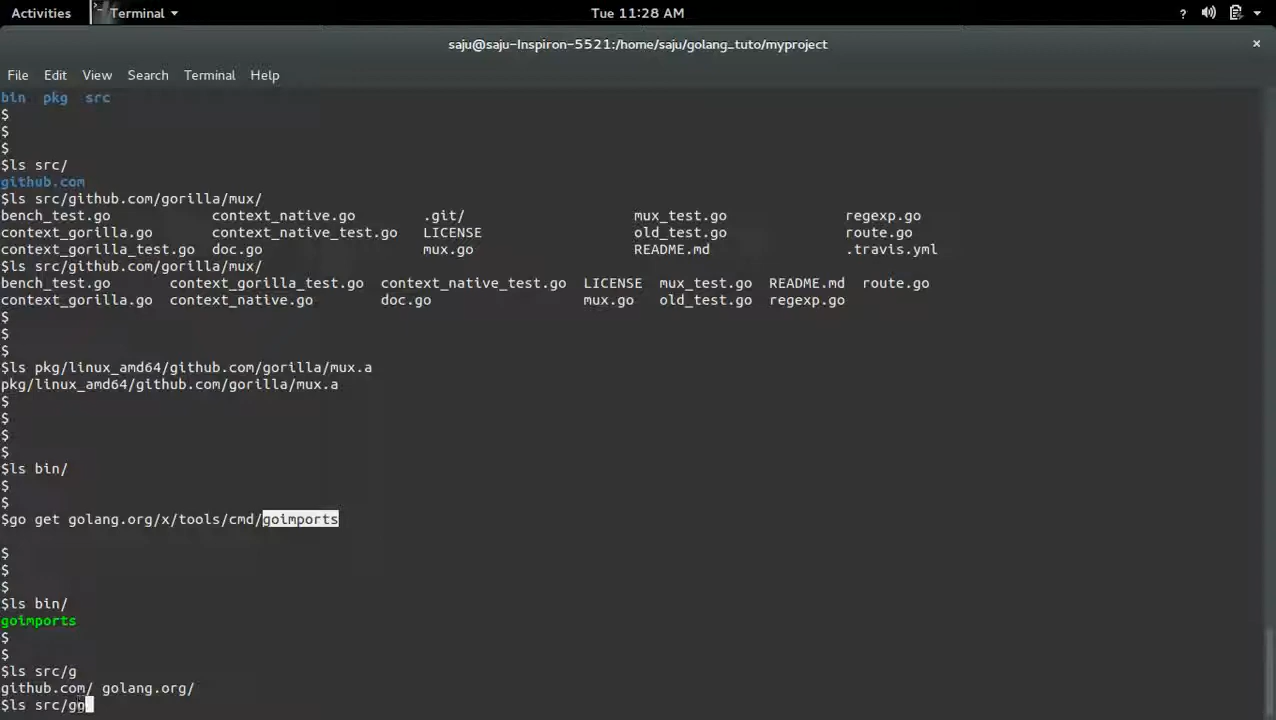 Activities Terminal Tue 11:28 AM ?
saju@saju-Inspiron-5521:/home/saju/golang_tuto/myproject ×
File Edit View Search Terminal Help
bin pkg src
$
$
$
$ls src/
github.com
$ls src/github.com/gorilla/mux/
bench_test.go context_native.go .git/ mux_test.go regexp.go
context_gorilla.go context_native_test.go LICENSE old_test.go route.go
context_gorilla_test.go doc.go mux.go README.md .travis.yml
$ls src/github.com/gorilla/mux/
bench_test.go context_gorilla_test.go context_native_test.go LICENSE mux_test.go README.md route.go
context_gorilla.go context_native.go doc.go mux.go old_test.go regexp.go
$
$
$
$ls pkg/linux_amd64/github.com/gorilla/mux.a
pkg/linux_amd64/github.com/gorilla/mux.a
$
$
$
$
$ls bin/
$
$
$go get golang.org/x/tools/cmd/goimports
$
$
$
$ls bin/
goimports
$
$
$ls src/g
github.com/ golang.org/
$ls src/go